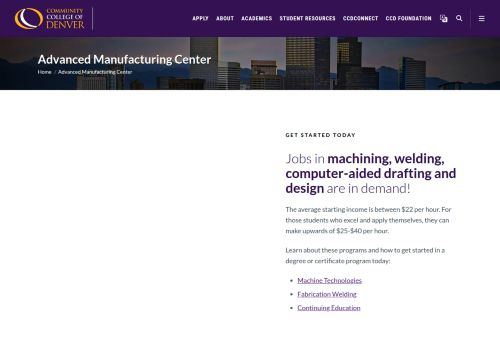 COMMUNITY
COLLEGE OF
DENVER
APPLY ABOUT ACADEMICS STUDENT RESOURCES CCDCONNECT CCD FOUNDATION
Advanced Manufacturing Center
Home / Advanced Manufacturing Center
GET STARTED TODAY
Jobs in machining, welding,
computer-aided drafting and
design are in demand!
The average starting income is between $22 per hour. For
those students who excel and apply themselves, they can
make upwards of $25-$40 per hour.
Learn about these programs and how to get started in a
degree or certificate program today:
Machine Technologies
Fabrication Welding
Continuing Education